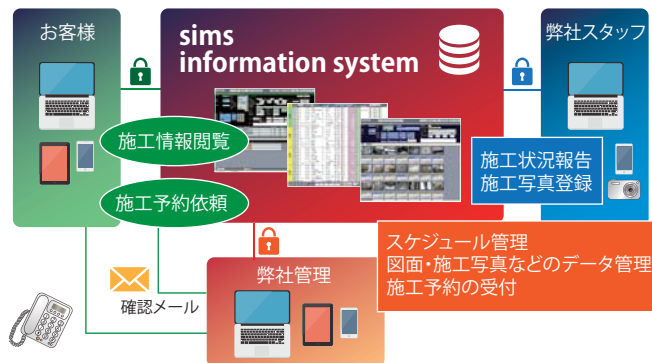 お客様
sims
information system
弊社スタッフ
施工情報閲覧
施工予約依頼
施工状況報告
施工写真登録
スケジュール管理
図面・施工写真などのデータ管理
施工予約の受付
弊社管理
確認メール